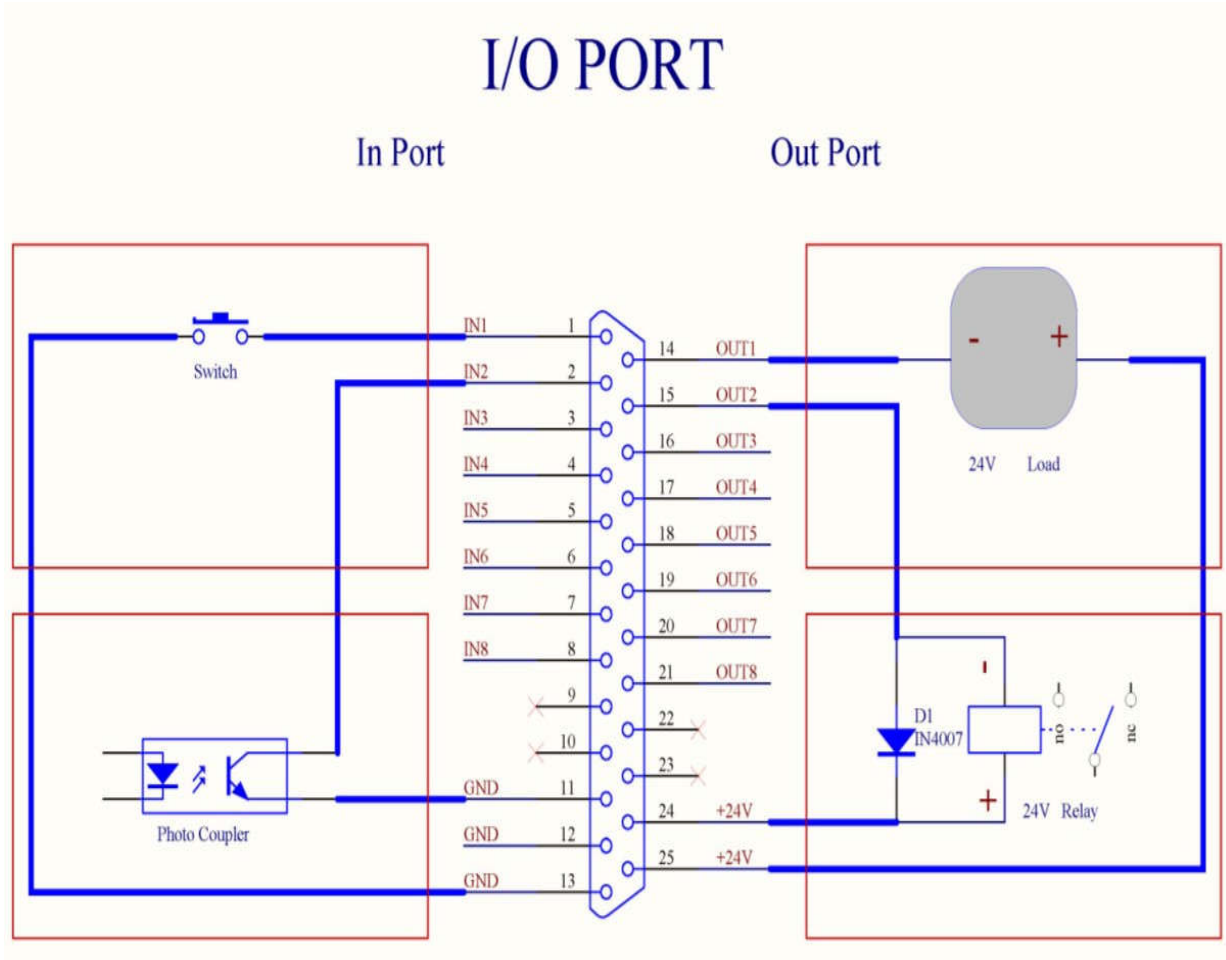 I/O PORT
In Port
Out Port
Switch
IN1 1
IN2 2
IN3 3
IN4 4
IN5 5
IN6 6
IN7 7
IN8 8
9
10
GND 11
GND 12
GND 13
Photo Coupler
14 OUT1
15 OUT2
16 OUT3
17 OUT4
18 OUT5
19 OUT6
20 OUT7
21 OUT8
22
23
24 +24V
25 +24V
- +
24V Load
-
D1
IN4007
no
nc
+
24V Relay